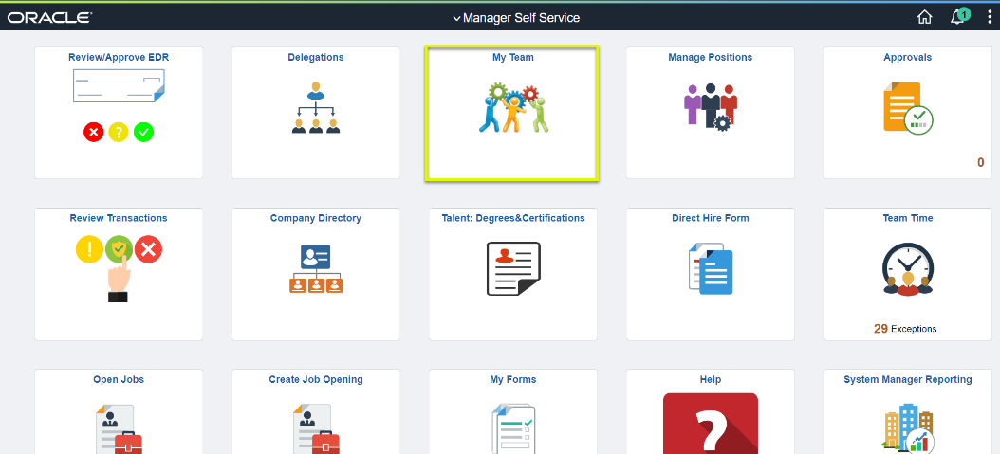 ORACLE
Manager Self Service
1
Review/Approve EDR
Delegations
My Team
Manage Positions
Approvals
?
0
Review Transactions
Company Directory
Talent: Degrees&Certifications
Direct Hire Form
Team Time
!
29 Exceptions
Open Jobs
Create Job Opening
My Forms
Help
System Manager Reporting
?